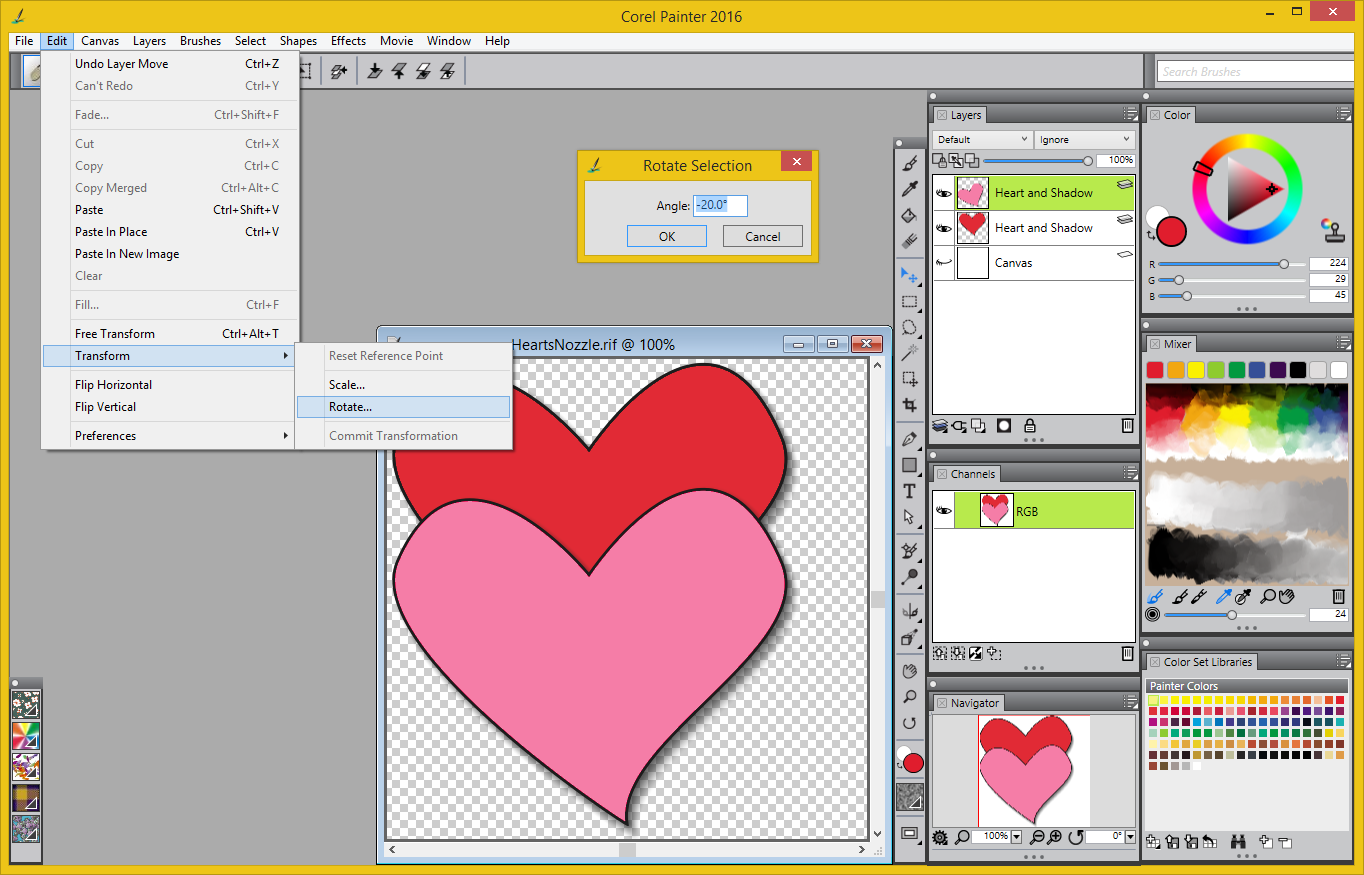 Corel Painter 2016
File Edit Canvas Layers Brushes Select Shapes Effects Movie Window Help
Undo Layer Move Ctrl+Z
Can't Redo Ctrl+Y
Fade... Ctrl+Shift+F
Cut Ctrl+X
Copy Ctrl+C
Copy Merged Ctrl+Alt+C
Paste Ctrl+Shift+V
Paste In Place Ctrl+V
Paste In New Image
Clear
Fill... Ctrl+F
Free Transform Ctrl+Alt+T
Transform
Flip Horizontal
Flip Vertical
Preferences
Reset Reference Point
Scale...
Rotate...
Commit Transformation
Rotate Selection
Angle: -20.0°
OK Cancel
HeartsNozzle.rif @ 100%
Search Brushes
Layers
Default Ignore
100%
Heart and Shadow
Heart and Shadow
Canvas
Channels
RGB
Navigator
100% 0°
Color
R 224
G 29
B 45
Mixer
24
Color Set Libraries
Painter Colors
T